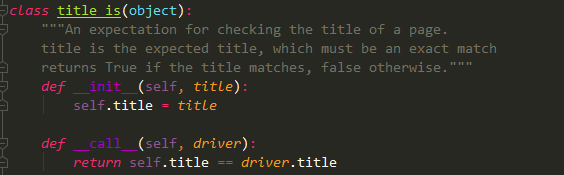 class title_is(object):
    """An expectation for checking the title of a page.
    title is the expected title, which must be an exact match
    returns True if the title matches, false otherwise."""
    def __init__(self, title):
        self.title = title

    def __call__(self, driver):
        return self.title == driver.title